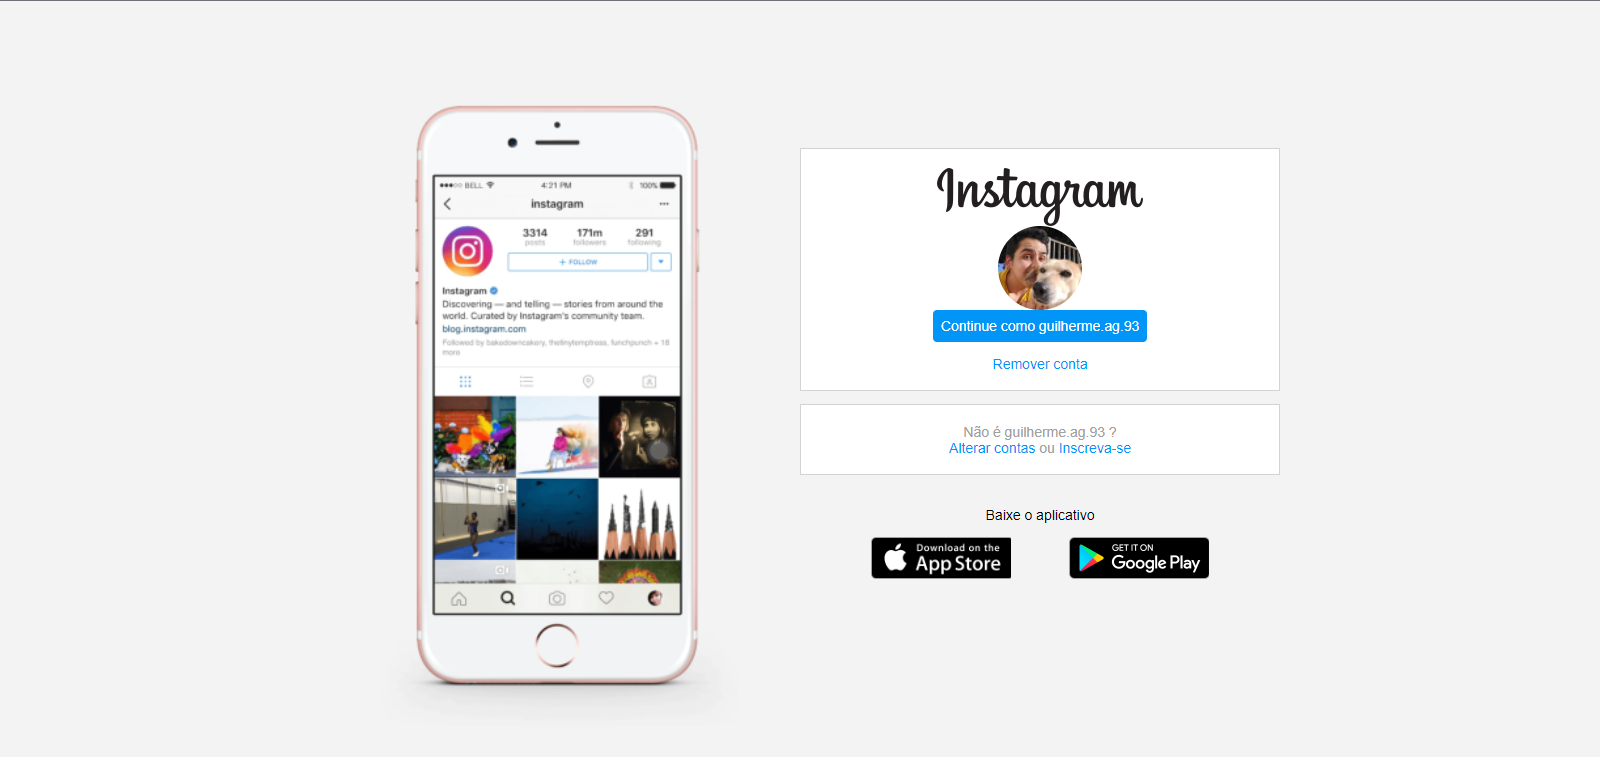 BELL 4:21 PM 100%
instagram
3314 171m 291
posts followers following
+ FOLLOW
Instagram
Discovering — and telling — stories from around the
world. Curated by Instagram's community team.
blog.instagram.com
Followed by bakedowncakery, thetinytempress, funchpunch + 18
more
Instagram
Continue como guilherme.ag.93
Remover conta
Não é guilherme.ag.93 ?
Alterar contas ou Inscreva-se
Baixe o aplicativo
Download on the
App Store
GET IT ON
Google Play